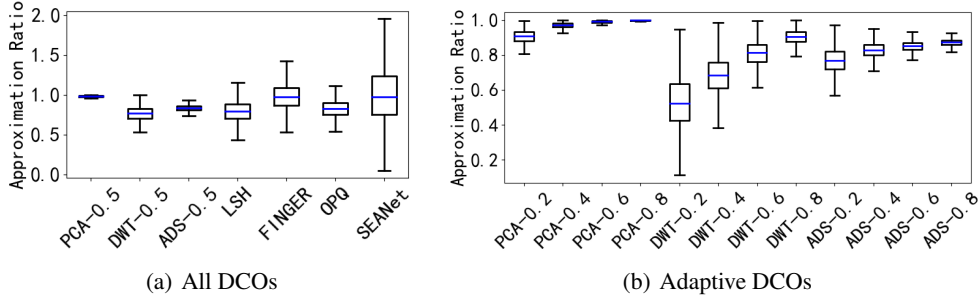 Approximation Ratio
2.0
1.5
1.0
0.5
0.0
PCA-0.5
DWT-0.5
ADS-0.5
LSH
FINGER
OPQ
SEANet
(a) All DCOs
Approximation Ratio
1.0
0.8
0.6
0.4
0.2
PCA-0.2
PCA-0.4
PCA-0.6
PCA-0.8
DWT-0.2
DWT-0.4
DWT-0.6
DWT-0.8
ADS-0.2
ADS-0.4
ADS-0.6
ADS-0.8
(b) Adaptive DCOs